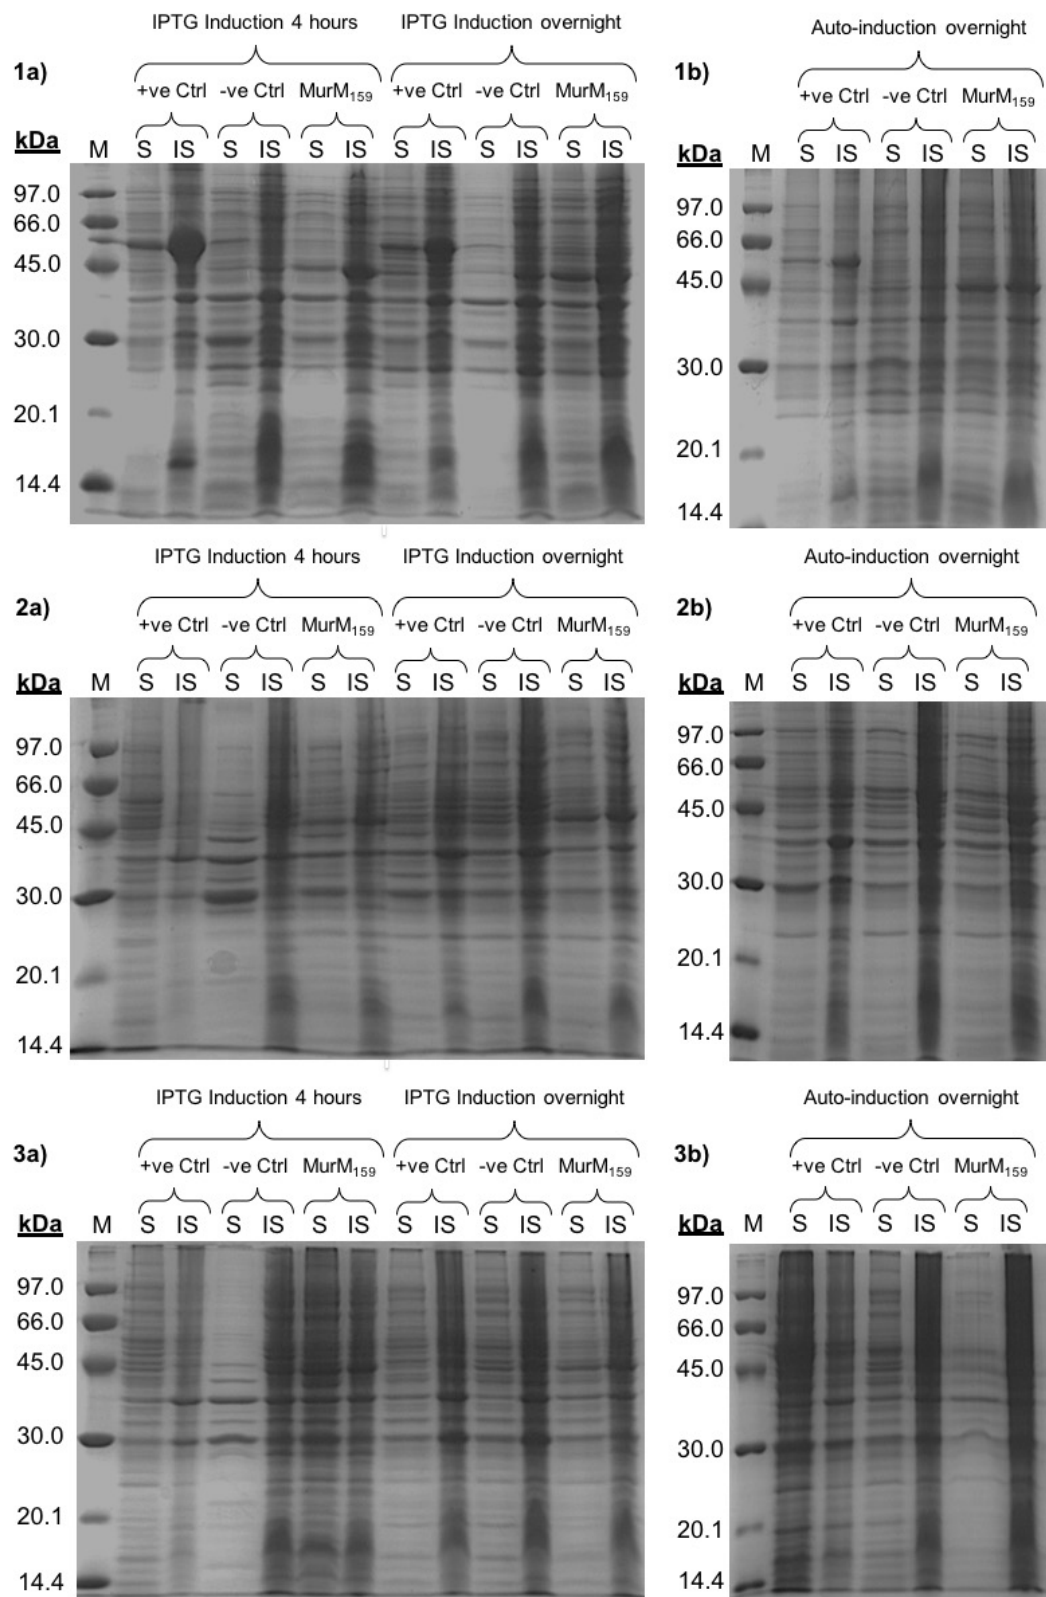 IPTG Induction 4 hours IPTG Induction overnight
1a)
+ve Ctrl -ve Ctrl MurM₁₅₉ +ve Ctrl -ve Ctrl MurM₁₅₉
kDa M S IS S IS S IS S IS S IS S IS
97.0
66.0
45.0
30.0
20.1
14.4
Auto-induction overnight
1b)
+ve Ctrl -ve Ctrl MurM₁₅₉
kDa M S IS S IS S IS
97.0
66.0
45.0
30.0
20.1
14.4
IPTG Induction 4 hours IPTG Induction overnight
2a)
+ve Ctrl -ve Ctrl MurM₁₅₉ +ve Ctrl -ve Ctrl MurM₁₅₉
kDa M S IS S IS S IS S IS S IS S IS
97.0
66.0
45.0
30.0
20.1
14.4
Auto-induction overnight
2b)
+ve Ctrl -ve Ctrl MurM₁₅₉
kDa M S IS S IS S IS
97.0
66.0
45.0
30.0
20.1
14.4
IPTG Induction 4 hours IPTG Induction overnight
3a)
+ve Ctrl -ve Ctrl MurM₁₅₉ +ve Ctrl -ve Ctrl MurM₁₅₉
kDa M S IS S IS S IS S IS S IS S IS
97.0
66.0
45.0
30.0
20.1
14.4
Auto-induction overnight
3b)
+ve Ctrl -ve Ctrl MurM₁₅₉
kDa M S IS S IS S IS
97.0
66.0
45.0
30.0
20.1
14.4